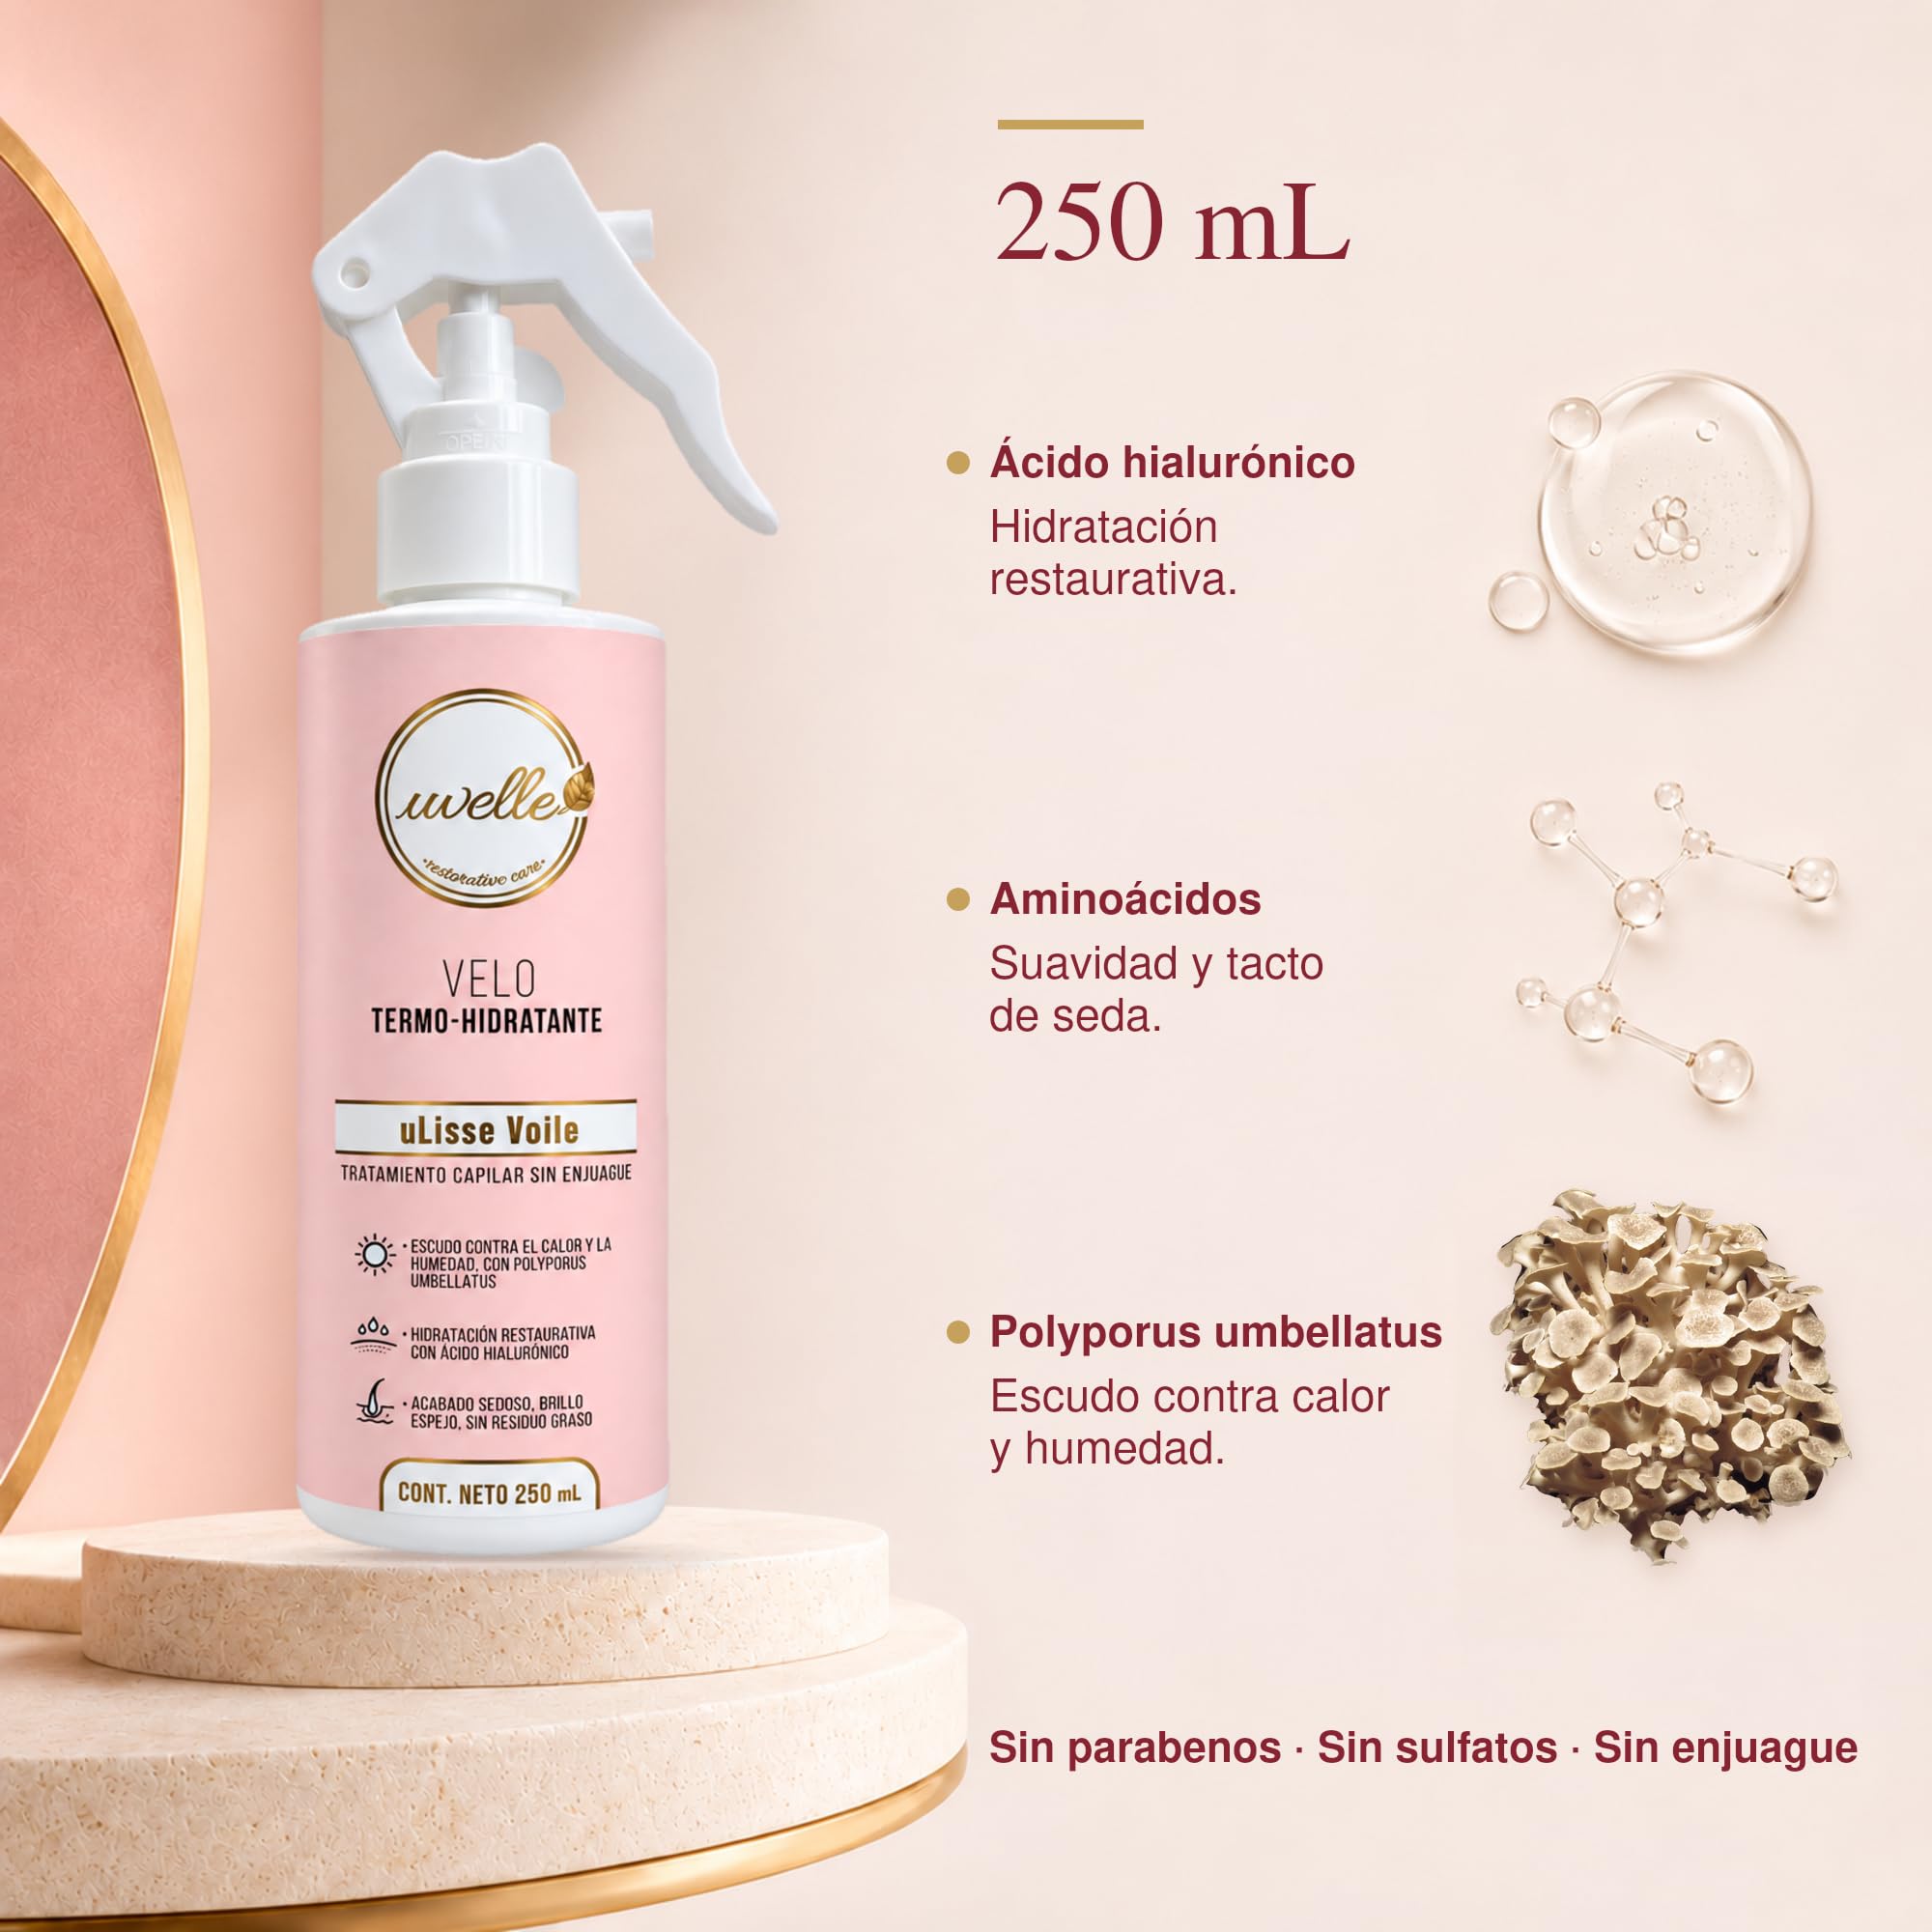 250 mL
Ácido hialurónico
Hidratación
restaurativa.
Aminoácidos
Suavidad y tacto
de seda.
Polyporus umbellatus
Escudo contra calor
y humedad.
Sin parabenos · Sin sulfatos · Sin enjuague
OPEN
uvelle
·restorative care·
VELO
TERMO-HIDRATANTE
uLisse Voile
TRATAMIENTO CAPILAR SIN ENJUAGUE
· ESCUDO CONTRA EL CALOR Y LA
HUMEDAD, CON POLYPORUS
UMBELLATUS
· HIDRATACIÓN RESTAURATIVA
CON ÁCIDO HIALURÓNICO
· ACABADO SEDOSO, BRILLO
ESPEJO, SIN RESIDUO GRASO
CONT. NETO 250 mL